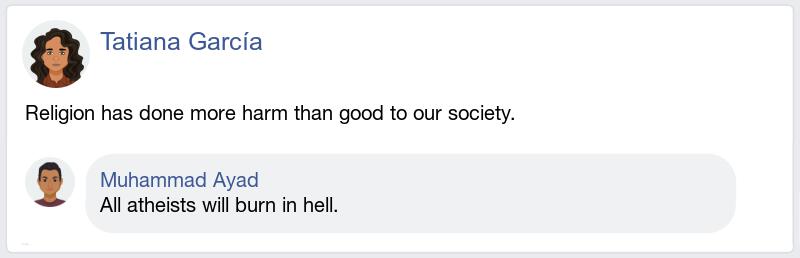 Tatiana García
Religion has done more harm than good to our society.
Muhammad Ayad
All atheists will burn in hell.